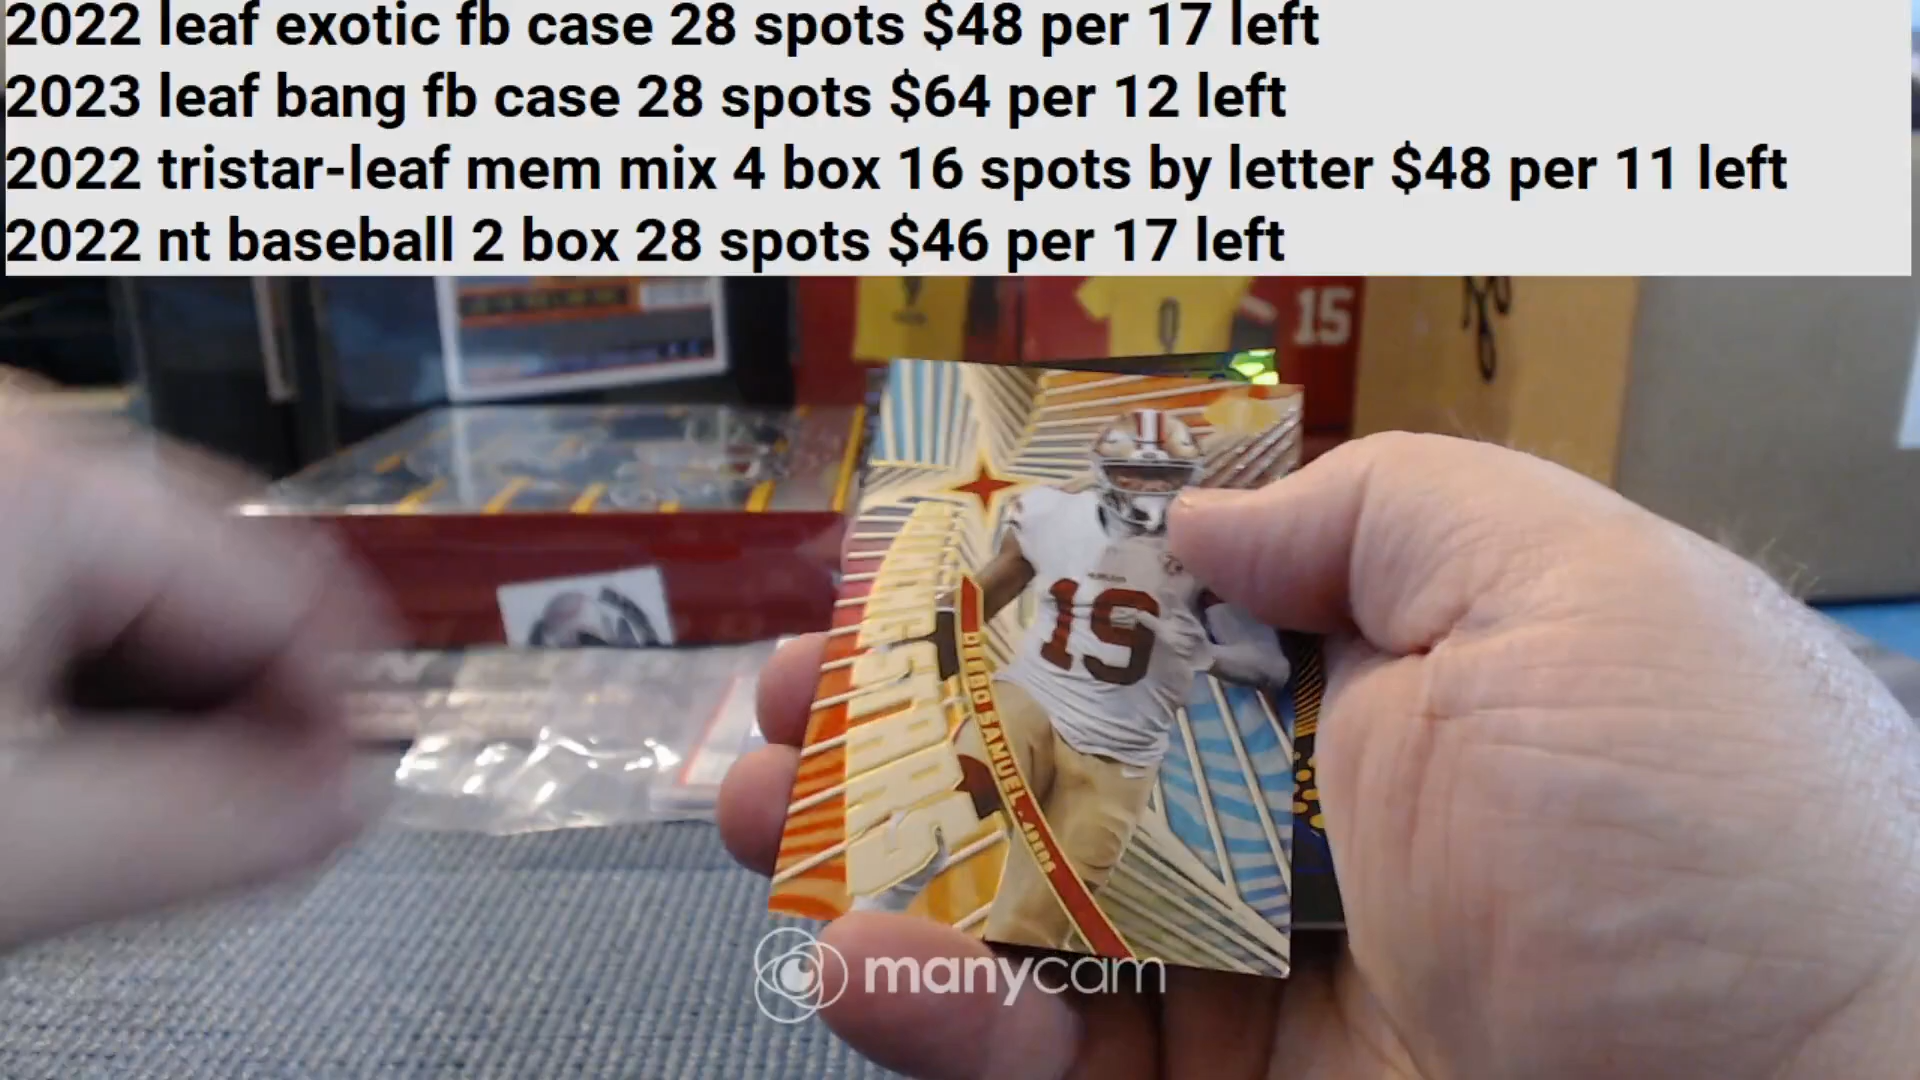 2022 leaf exotic fb case 28 spots $48 per 17 left
2023 leaf bang fb case 28 spots $64 per 12 left
2022 tristar-leaf mem mix 4 box 16 spots by letter $48 per 11 left
2022 nt baseball 2 box 28 spots $46 per 17 left
15
0
19
DEEBO SAMUEL · 49ERS
STARS
manycam